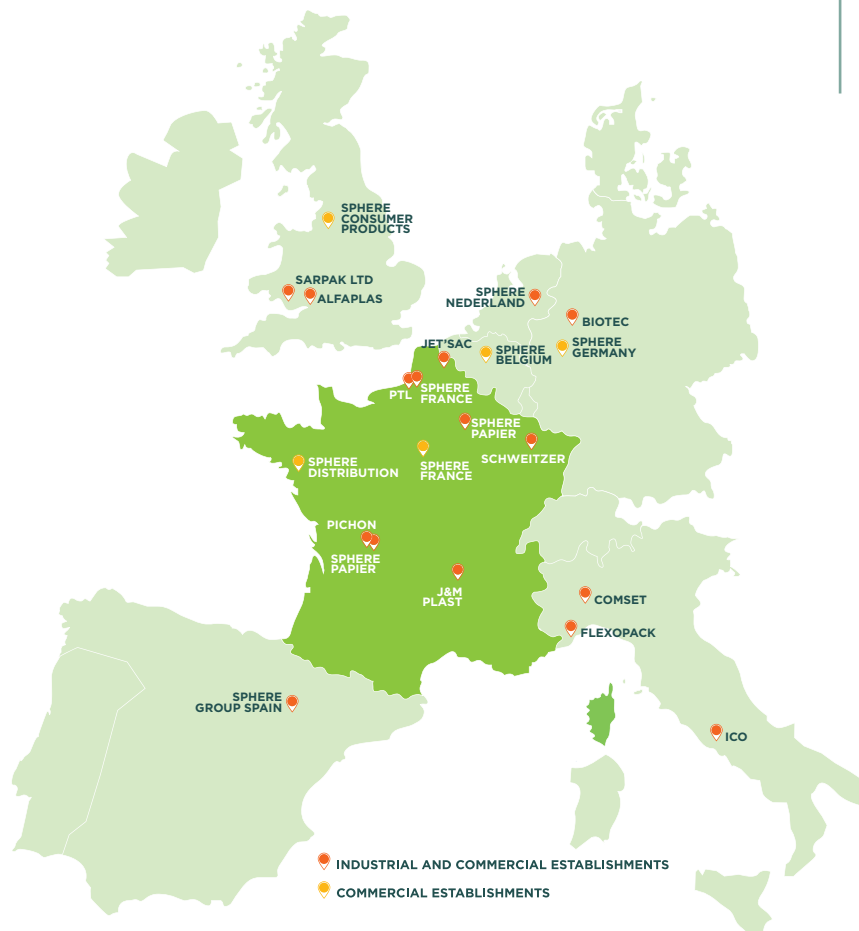 SPHERE
CONSUMER
PRODUCTS
SARPAK LTD
ALFAPLAS
SPHERE
NEDERLAND
BIOTEC
JET'SAC
SPHERE
BELGIUM
SPHERE
GERMANY
PTL
SPHERE
FRANCE
SPHERE
PAPIER
SCHWEITZER
SPHERE
DISTRIBUTION
SPHERE
FRANCE
PICHON
SPHERE
PAPIER
J&M
PLAST
COMSET
FLEXOPACK
SPHERE
GROUP SPAIN
ICO
INDUSTRIAL AND COMMERCIAL ESTABLISHMENTS
COMMERCIAL ESTABLISHMENTS